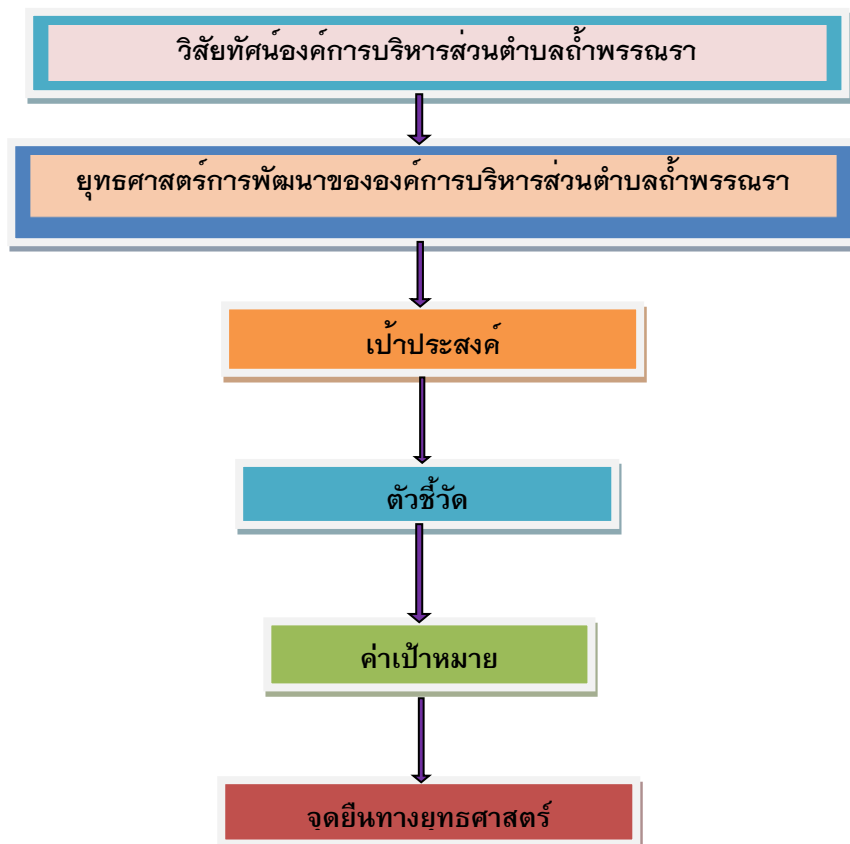 วิสัยทัศน์องค์การบริหารส่วนตำบลถ้ำพรรณรา
ยุทธศาสตร์การพัฒนาขององค์การบริหารส่วนตำบลถ้ำพรรณรา
เป้าประสงค์
ตัวชี้วัด
ค่าเป้าหมาย
จุดยืนทางยุทธศาสตร์